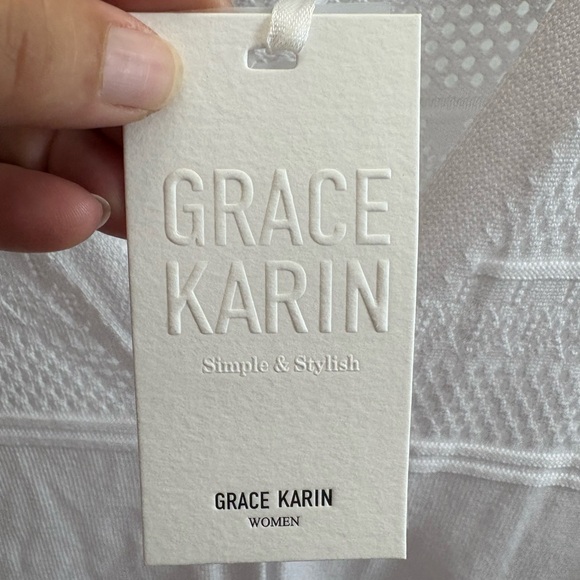 GRACE
KARIN
Simple & Stylish
GRACE KARIN
WOMEN